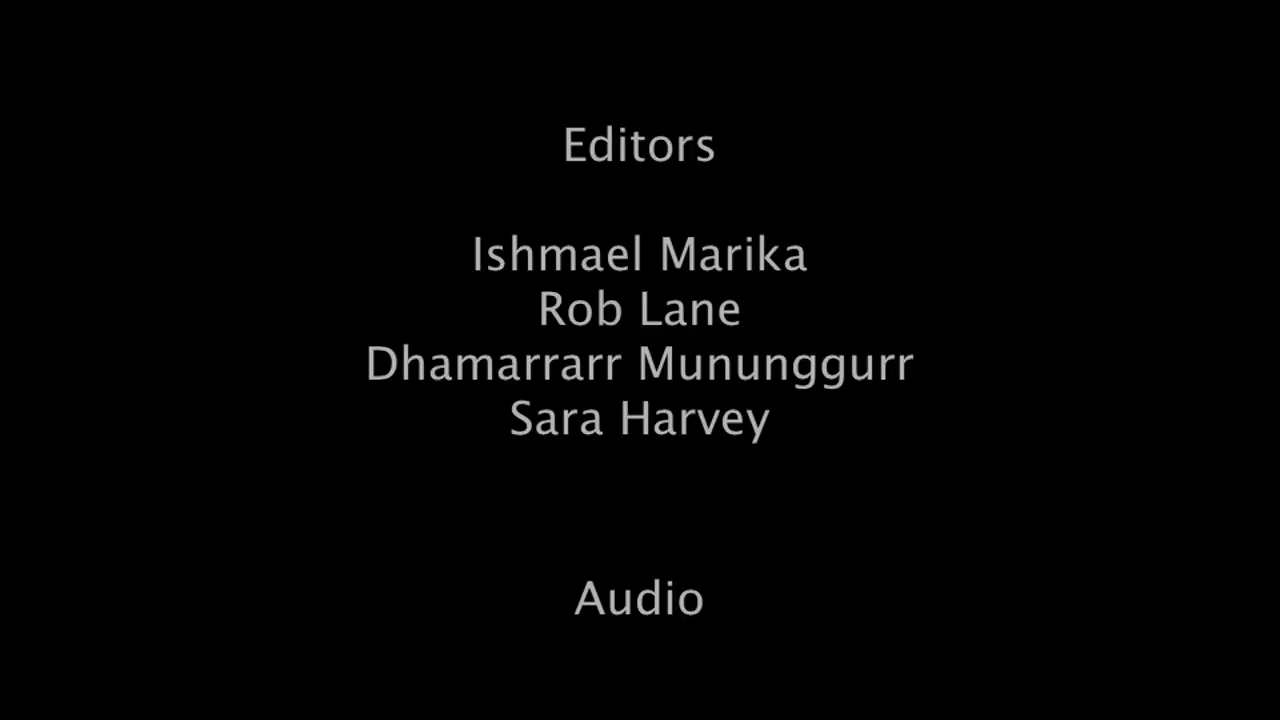 Editors
Ishmael Marika
Rob Lane
Dhamarrarr Mununggurr
Sara Harvey
Audio